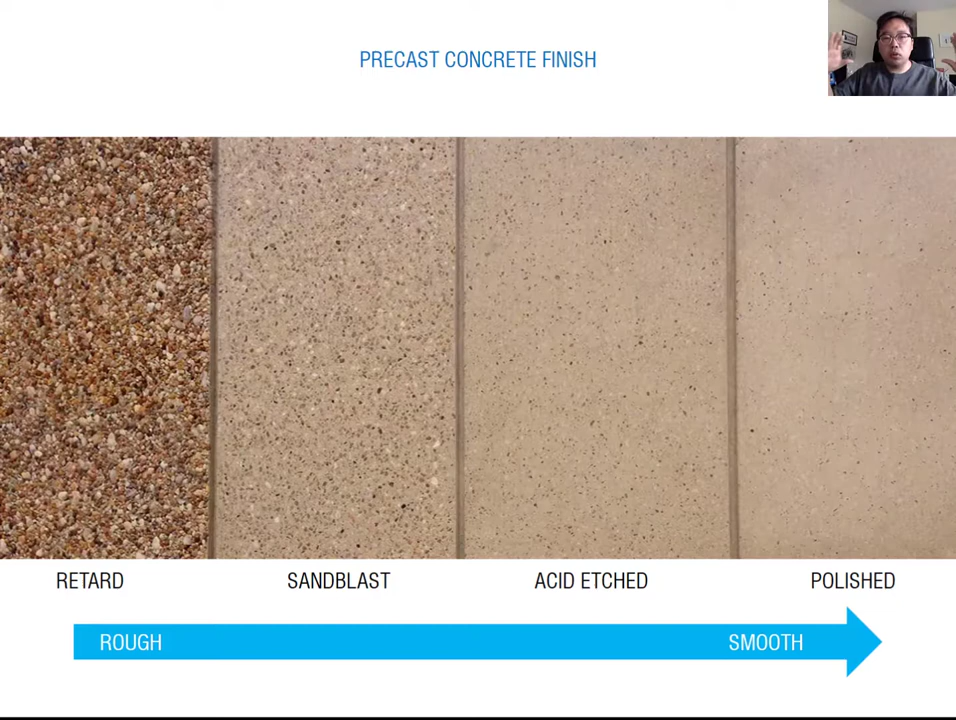 PRECAST CONCRETE FINISH
RETARD
SANDBLAST
ACID ETCHED
POLISHED
ROUGH
SMOOTH